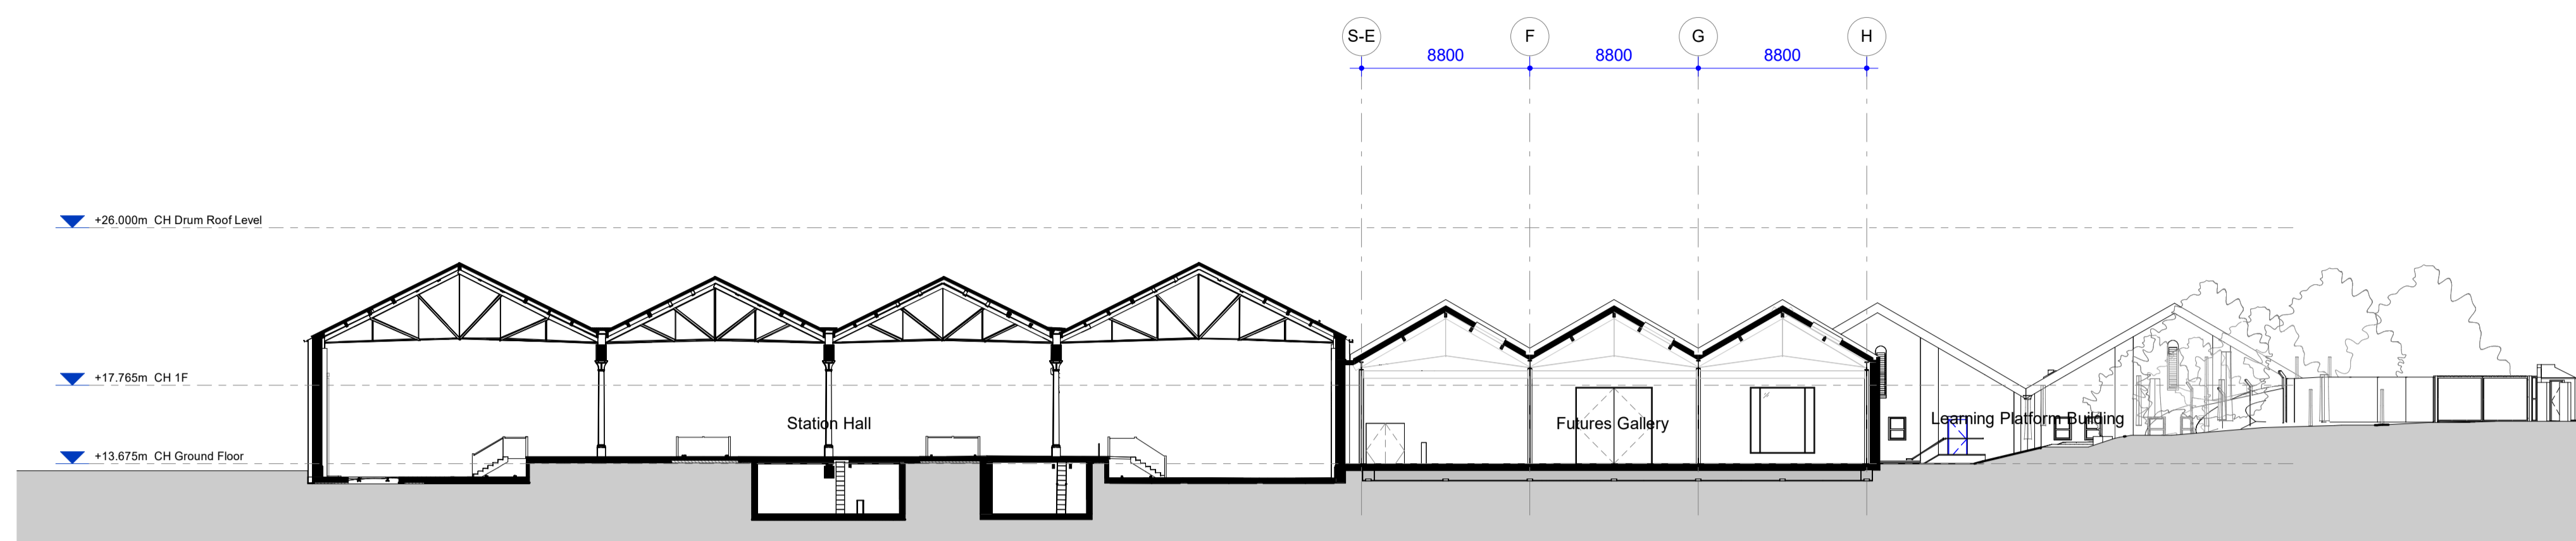 S-E F G H
8800 8800 8800
+26.000m CH Drum Roof Level
+17.765m CH 1F
Station Hall Futures Gallery Learning Platform Building
+13.675m CH Ground Floor